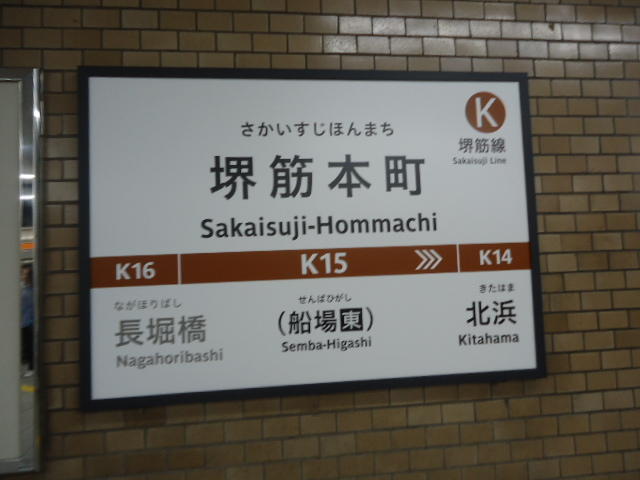 K
堺筋線
Sakaisuji Line
さかいすじほんまち
堺筋本町
Sakaisuji-Hommachi
K16
K15
K14
ながほりばし
長堀橋
Nagahoribashi
せんばひがし
(船場東)
Semba-Higashi
きたはま
北浜
Kitahama